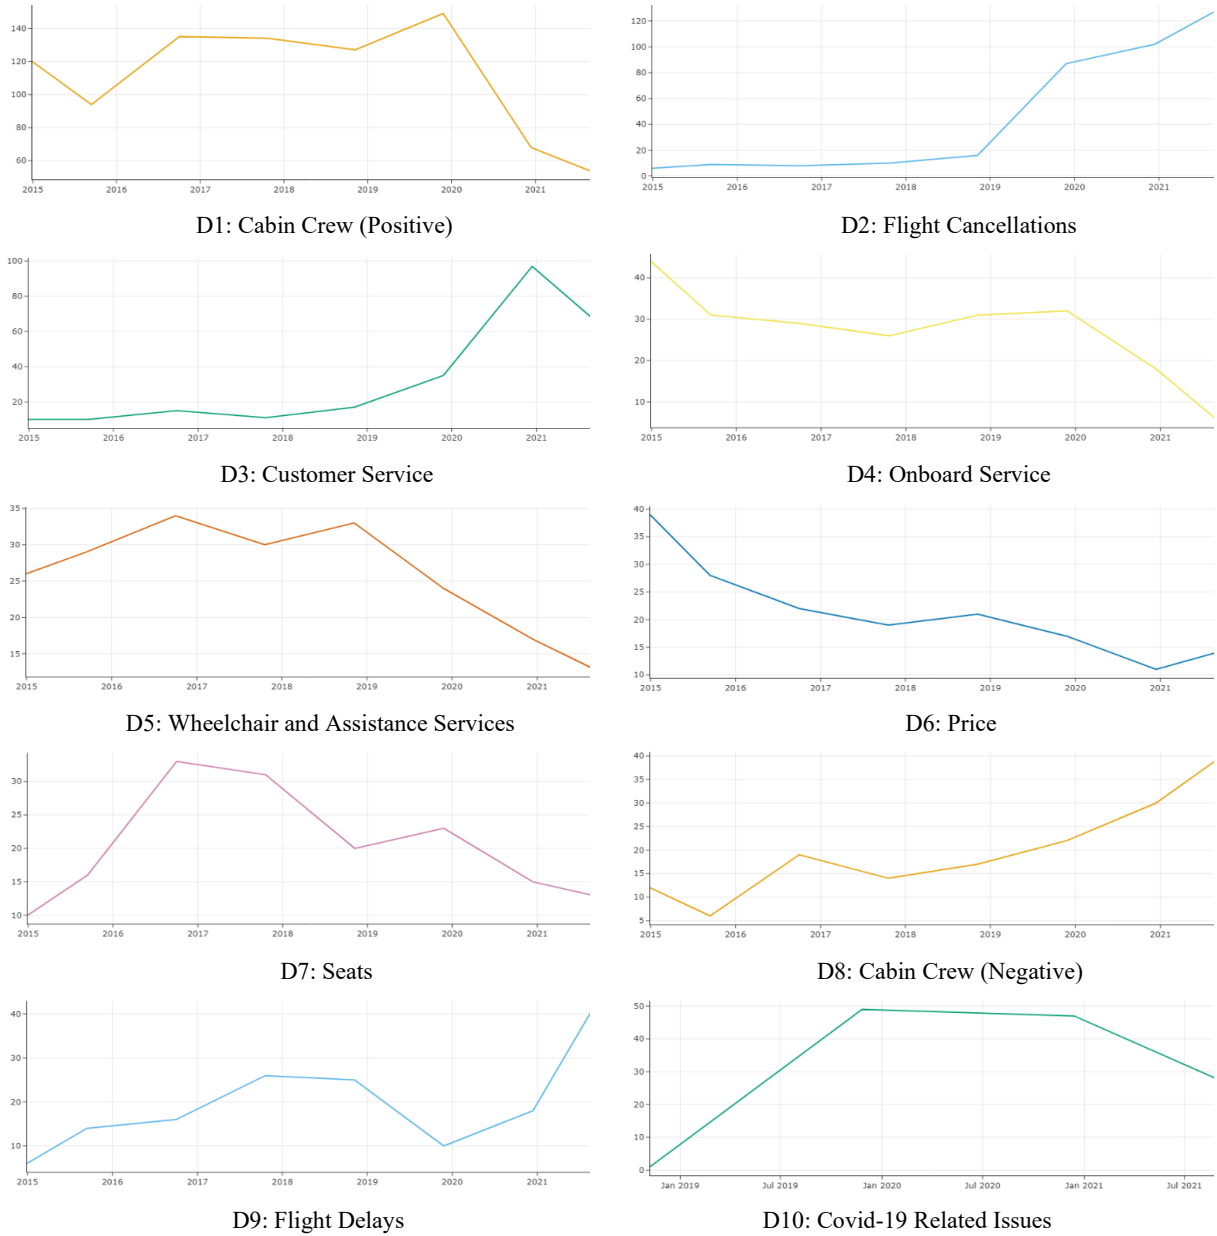 140
120
100
80
60
2015 2016 2017 2018 2019 2020 2021
D1: Cabin Crew (Positive)
120
100
80
60
40
20
0
2015 2016 2017 2018 2019 2020 2021
D2: Flight Cancellations
100
80
60
40
20
2015 2016 2017 2018 2019 2020 2021
D3: Customer Service
40
30
20
10
2015 2016 2017 2018 2019 2020 2021
D4: Onboard Service
35
30
25
20
15
2015 2016 2017 2018 2019 2020 2021
D5: Wheelchair and Assistance Services
40
35
30
25
20
15
10
2015 2016 2017 2018 2019 2020 2021
D6: Price
30
25
20
15
10
2015 2016 2017 2018 2019 2020 2021
D7: Seats
40
35
30
25
20
15
10
5
2015 2016 2017 2018 2019 2020 2021
D8: Cabin Crew (Negative)
40
30
20
10
2015 2016 2017 2018 2019 2020 2021
D9: Flight Delays
50
40
30
20
10
0
Jan 2019 Jul 2019 Jan 2020 Jul 2020 Jan 2021 Jul 2021
D10: Covid-19 Related Issues